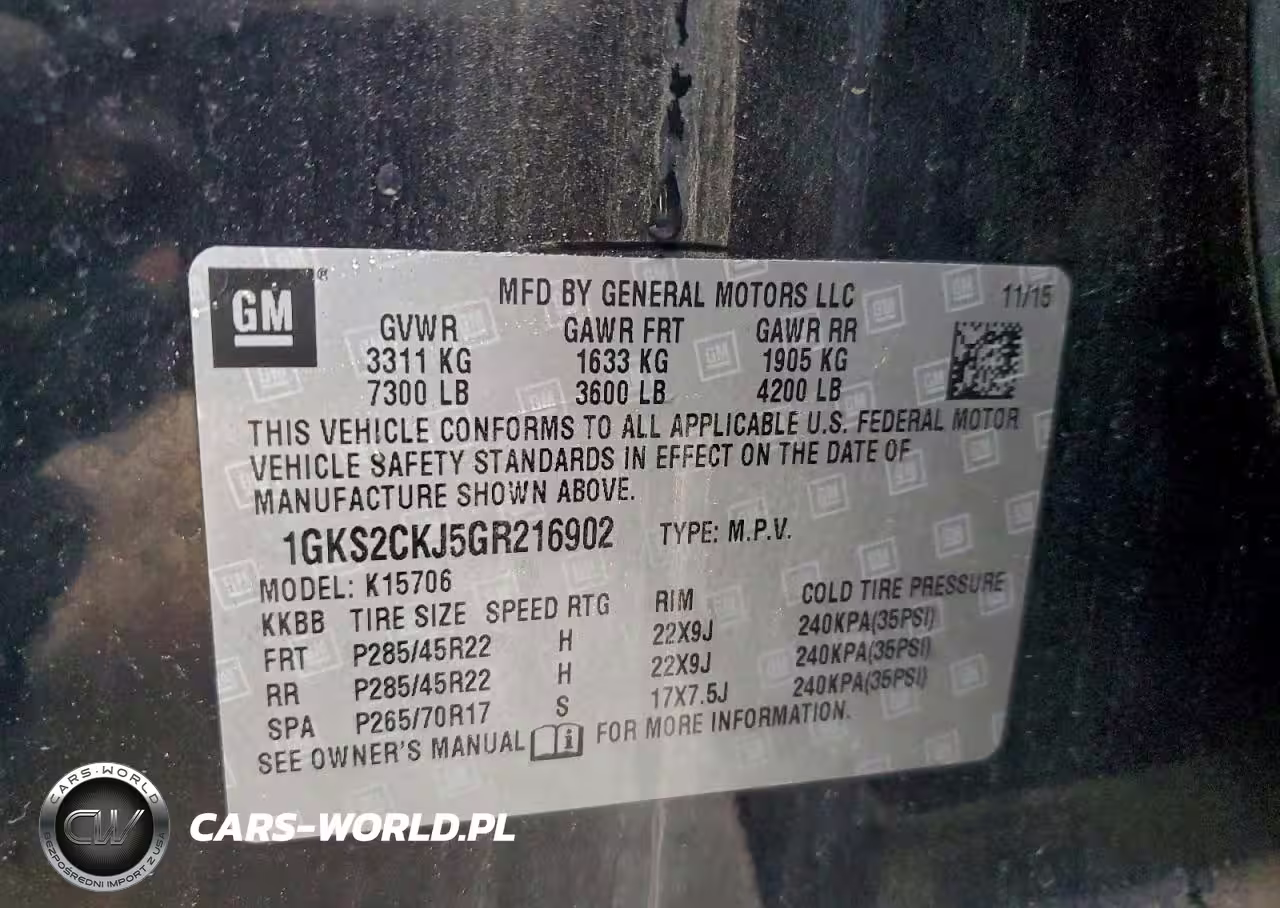 GM ®
MFD BY GENERAL MOTORS LLC 11/15
GVWR GAWR FRT GAWR RR
3311 KG 1633 KG 1905 KG
7300 LB 3600 LB 4200 LB
THIS VEHICLE CONFORMS TO ALL APPLICABLE U.S. FEDERAL MOTOR
VEHICLE SAFETY STANDARDS IN EFFECT ON THE DATE OF
MANUFACTURE SHOWN ABOVE.
1GKS2CKJ5GR216902 TYPE: M.P.V.
MODEL: K15706
KKBB TIRE SIZE SPEED RTG RIM COLD TIRE PRESSURE
FRT P285/45R22 H 22X9J 240KPA(35PSI)
RR P285/45R22 H 22X9J 240KPA(35PSI)
SPA P265/70R17 S 17X7.5J 240KPA(35PSI)
SEE OWNER'S MANUAL i FOR MORE INFORMATION.
CARS-WORLD
CW
BEZPOŚREDNI IMPORT Z USA
CARS-WORLD.PL